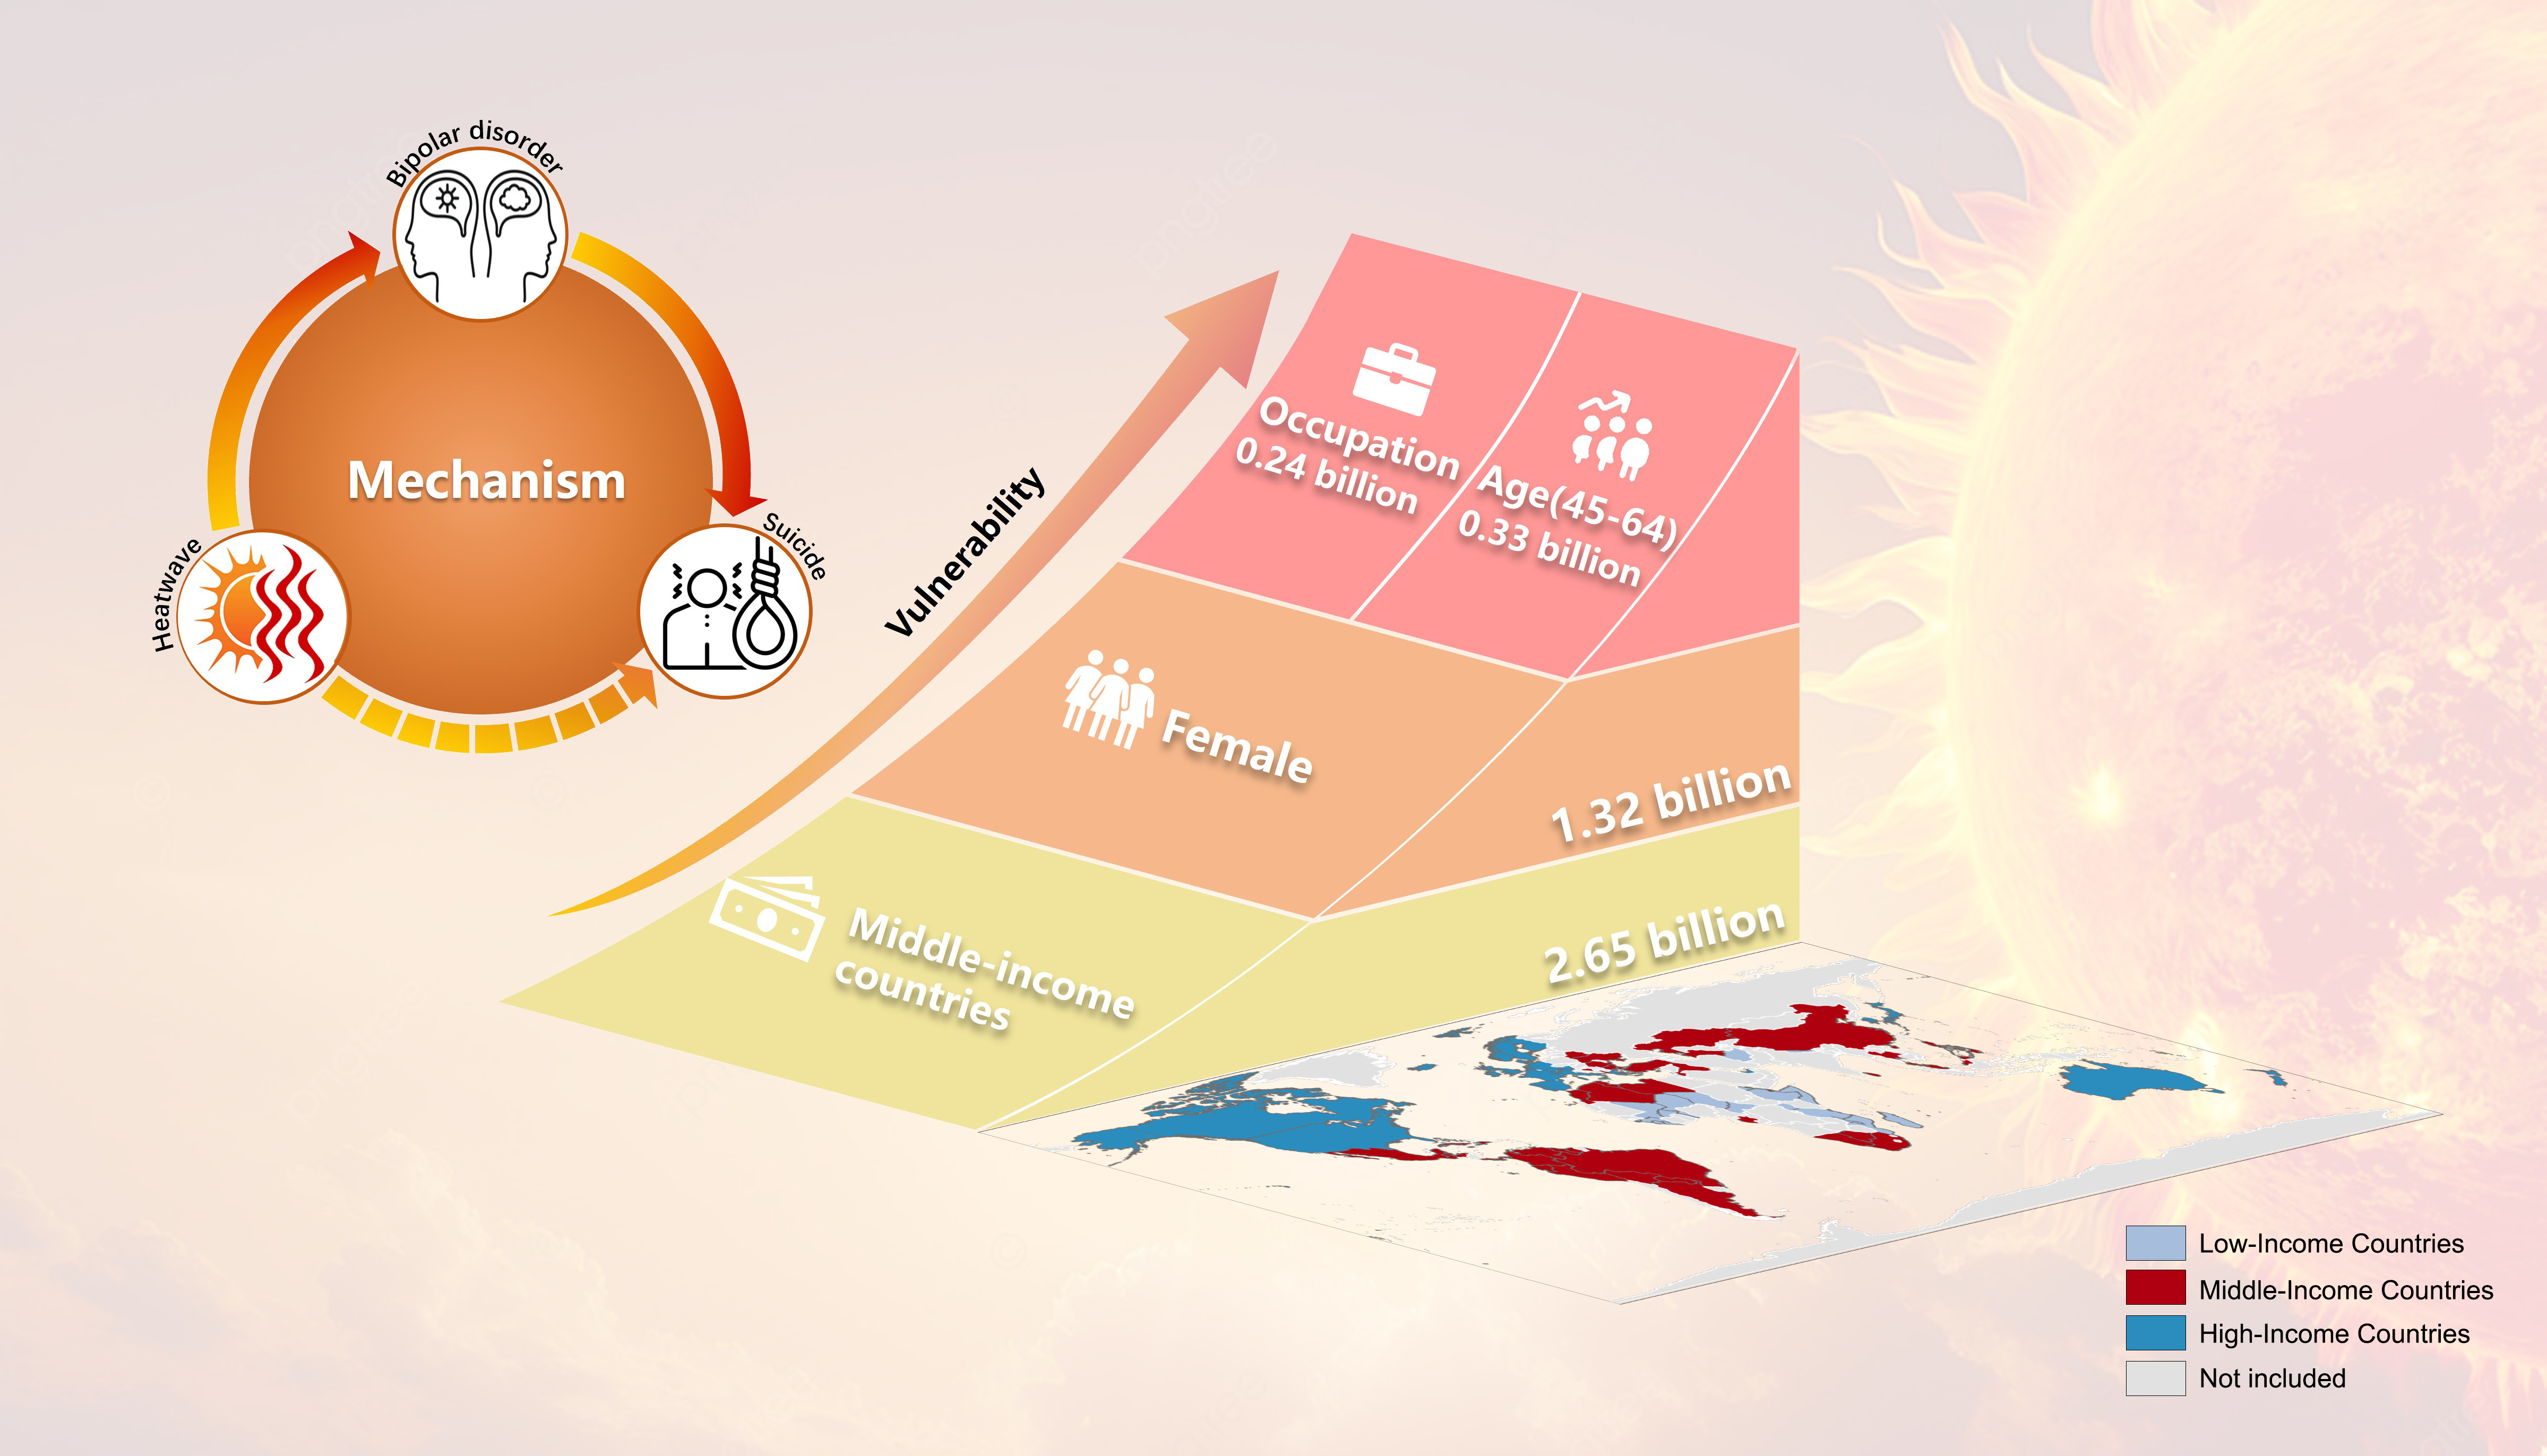 Bipolar disorder
Mechanism
Heatwave
Suicide
Vulnerability
Occupation
0.24 billion
Age(45-64)
0.33 billion
Female
1.32 billion
Middle-income
countries
2.65 billion
Low-Income Countries
Middle-Income Countries
High-Income Countries
Not included